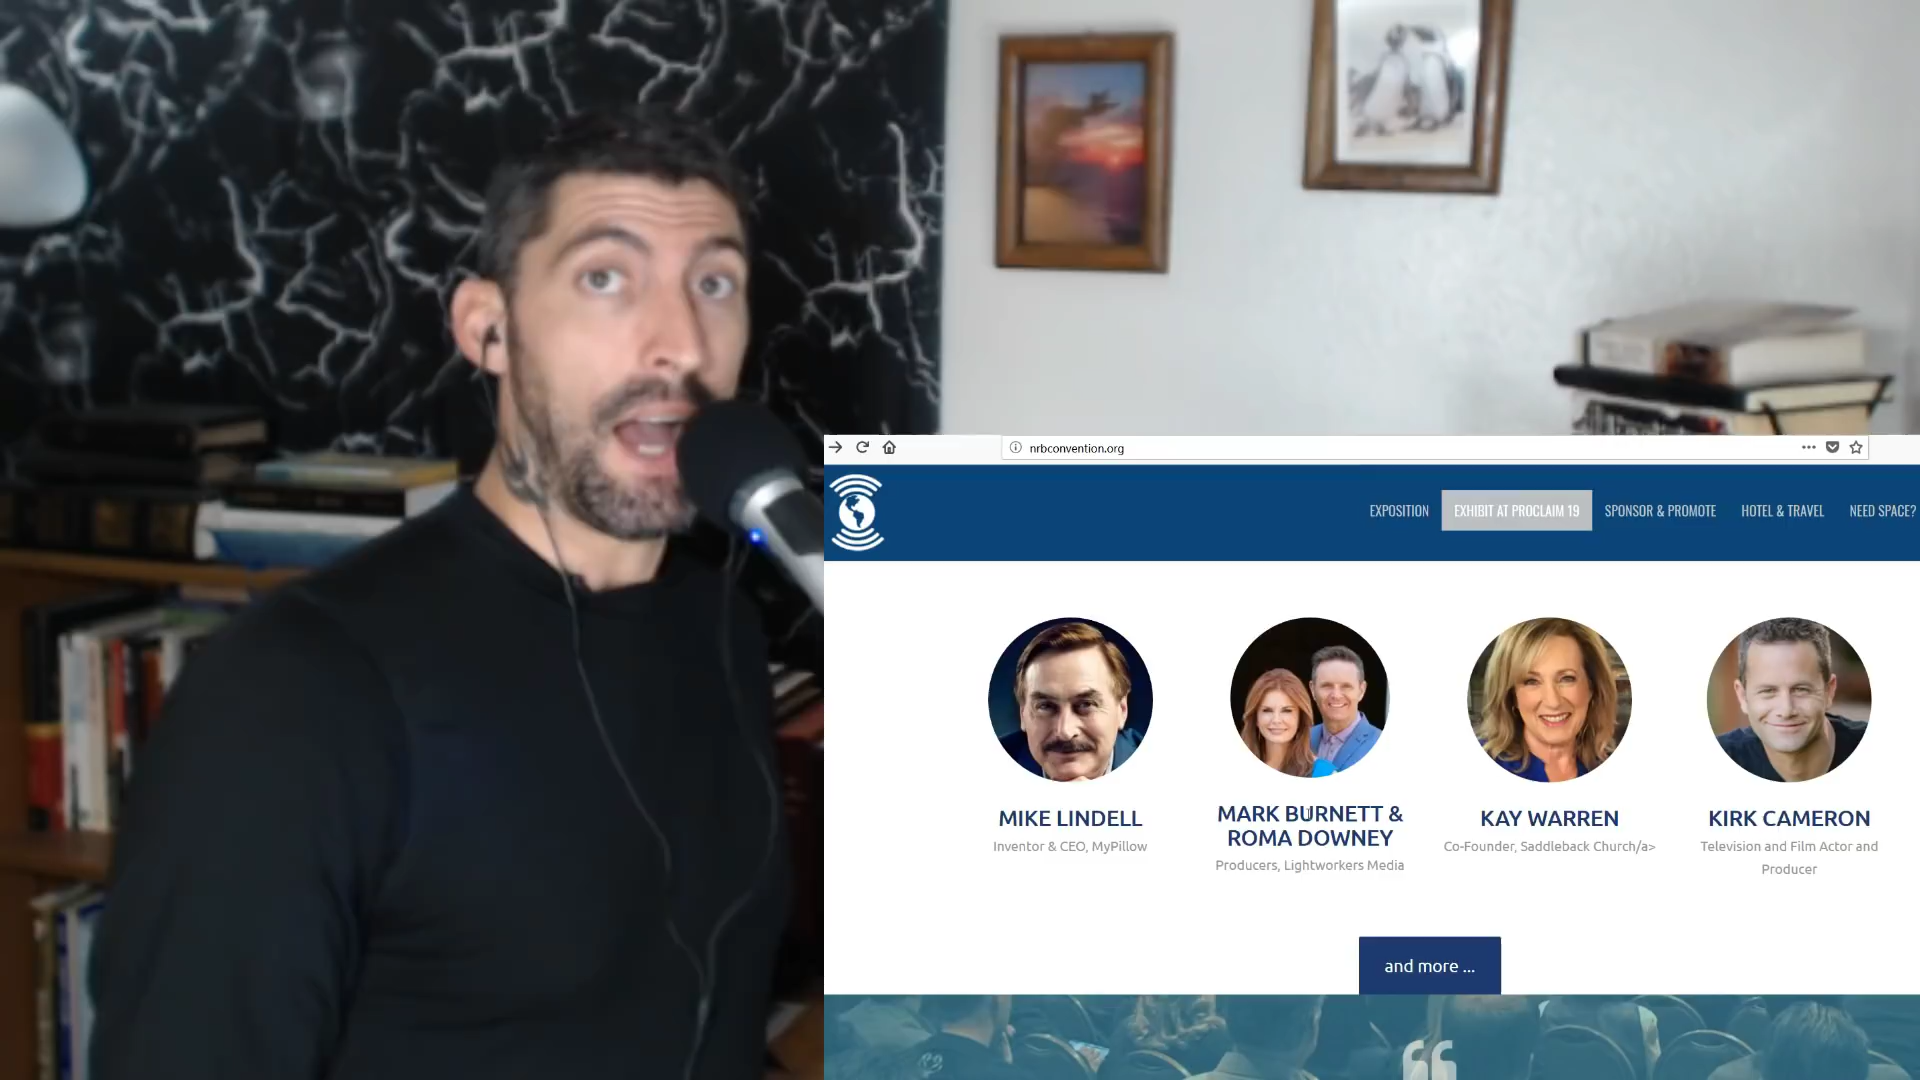 nrbconvention.org
EXPOSITION
EXHIBIT AT PROCLAIM 19
SPONSOR & PROMOTE
HOTEL & TRAVEL
NEED SPACE?
MIKE LINDELL
Inventor & CEO, MyPillow
MARK BURNETT &
ROMA DOWNEY
Producers, Lightworkers Media
KAY WARREN
Co-Founder, Saddleback Church/a>
KIRK CAMERON
Television and Film Actor and
Producer
and more ...
“